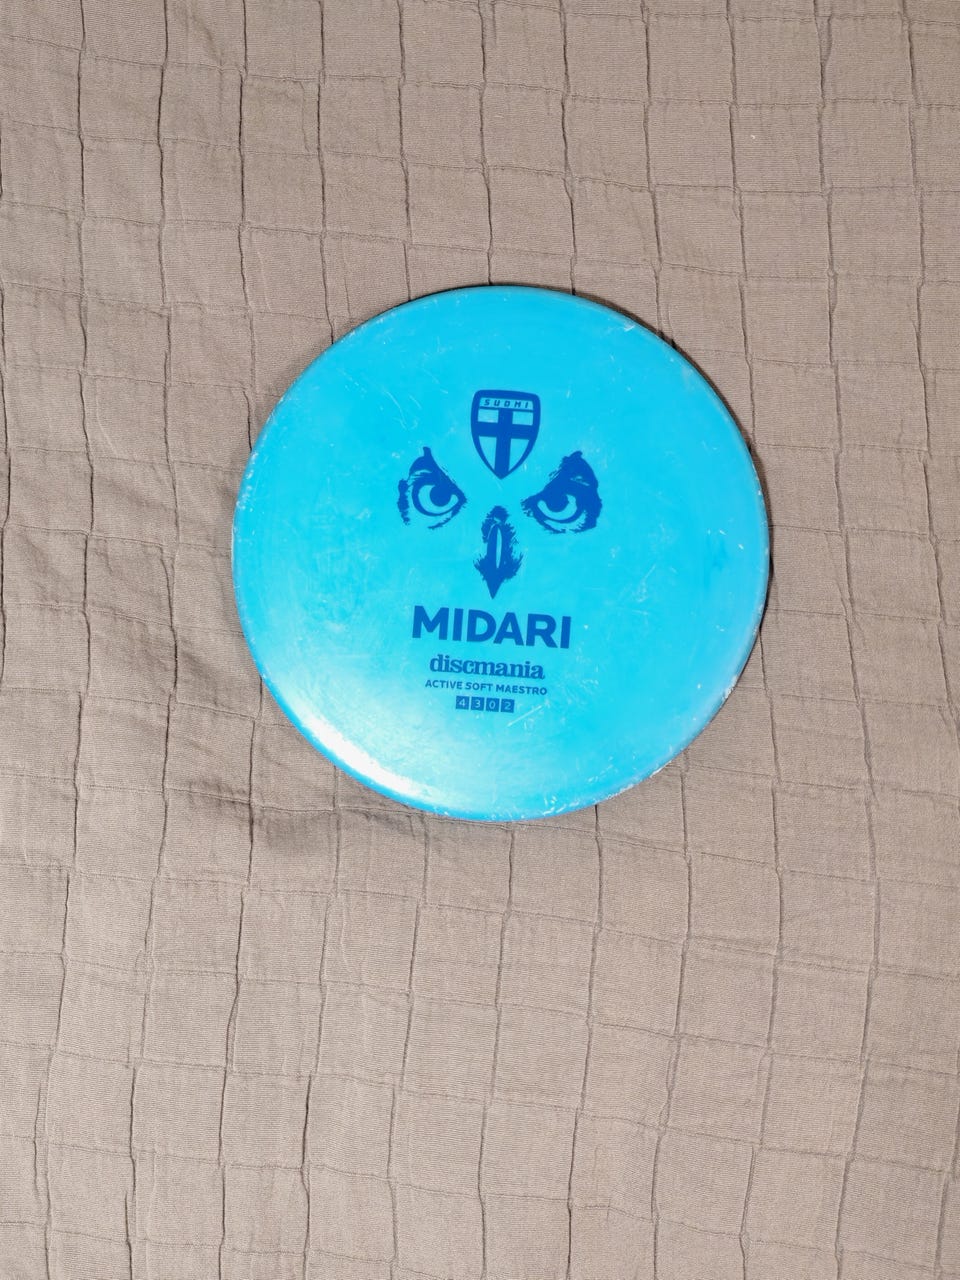 SUOMI
MIDARI
discmania
ACTIVE SOFT MAESTRO
4 3 0 2